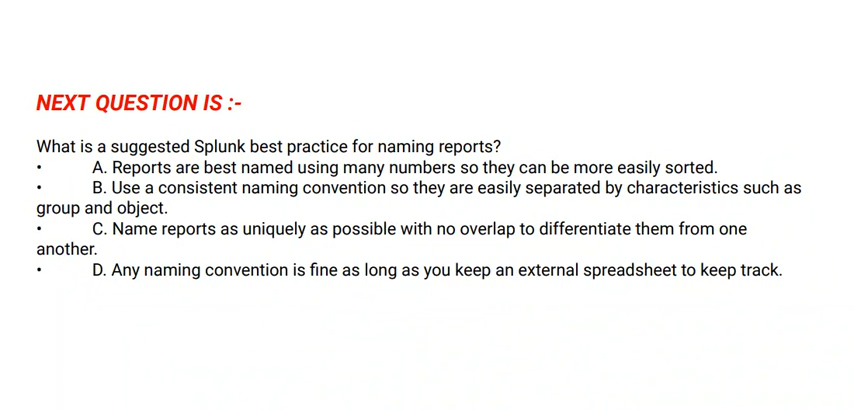 NEXT QUESTION IS :-
What is a suggested Splunk best practice for naming reports?
• A. Reports are best named using many numbers so they can be more easily sorted.
• B. Use a consistent naming convention so they are easily separated by characteristics such as
group and object.
• C. Name reports as uniquely as possible with no overlap to differentiate them from one
another.
• D. Any naming convention is fine as long as you keep an external spreadsheet to keep track.